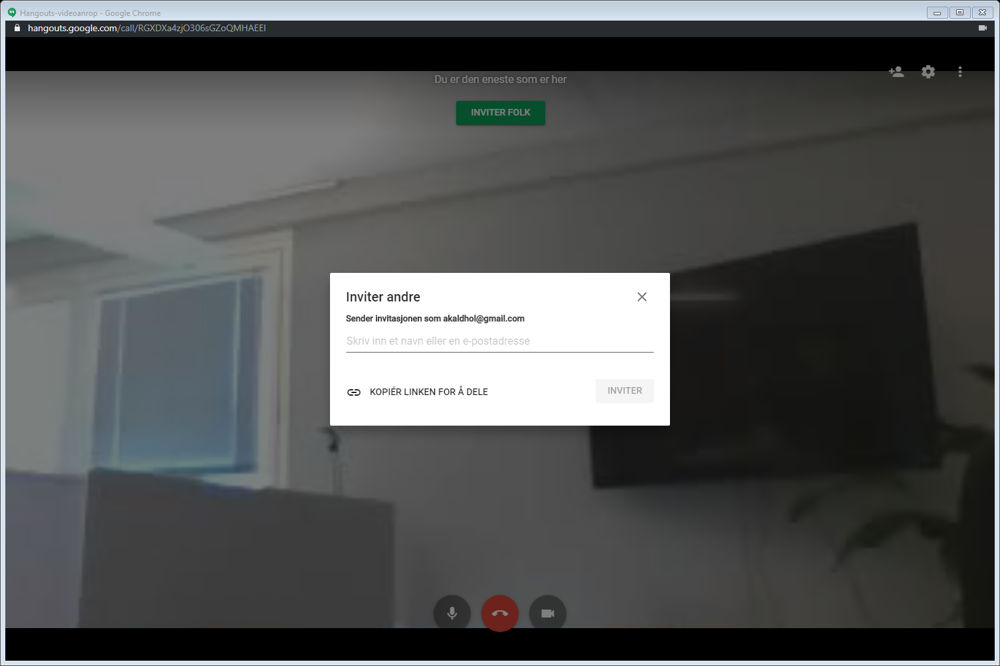 Hangouts-videoanrop - Google Chrome
hangouts.google.com/call/RGXDXa4zjO306sGZoQMHAEEI
Du er den eneste som er her
INVITER FOLK
Inviter andre
Sender invitasjonen som akaldhol@gmail.com
Skriv inn et navn eller en e-postadresse
KOPIÉR LINKEN FOR Å DELE
INVITER